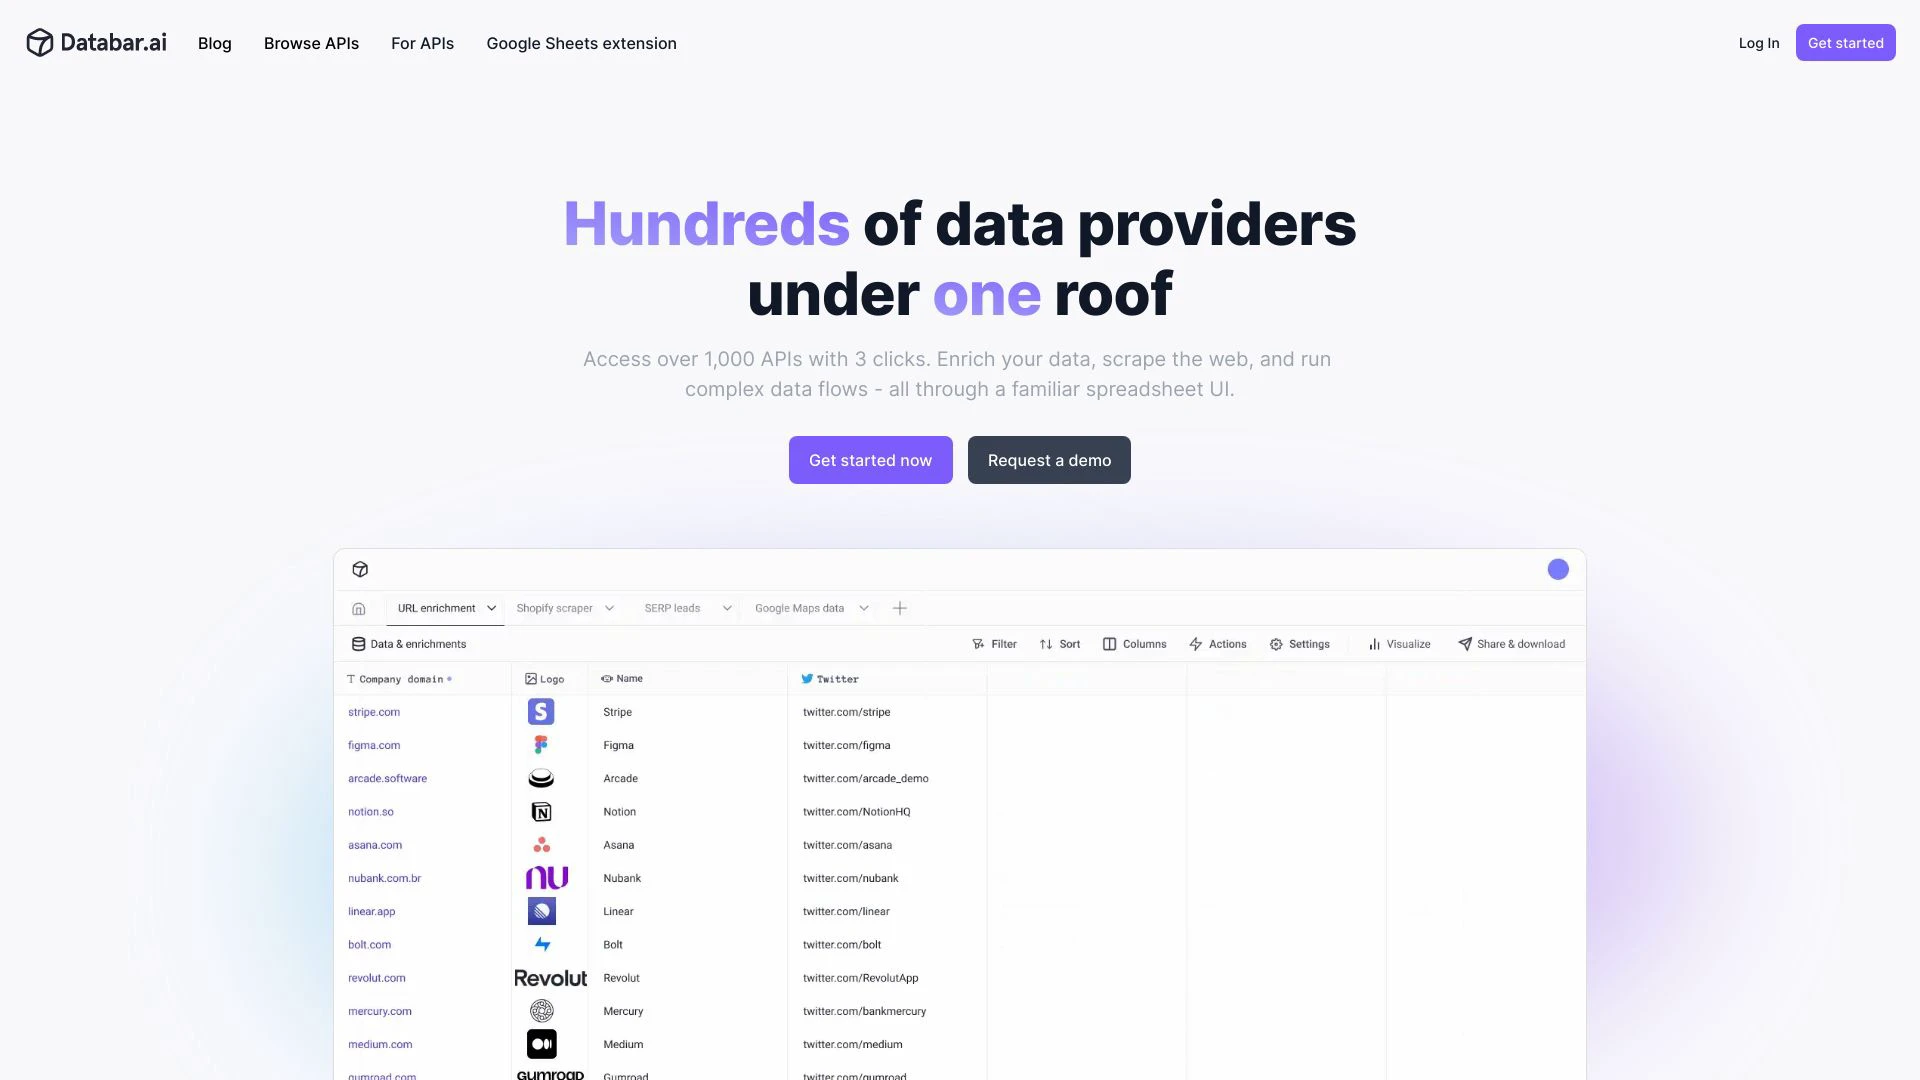 Databar.ai Blog Browse APIs For APIs Google Sheets extension Log In Get started
Hundreds of data providers
under one roof
Access over 1,000 APIs with 3 clicks. Enrich your data, scrape the web, and run
complex data flows - all through a familiar spreadsheet UI.
Get started now Request a demo
URL enrichment Shopify scraper SERP leads Google Maps data
Data & enrichments Filter Sort Columns Actions Settings Visualize Share & download
Company domain Logo Name Twitter
stripe.com S Stripe twitter.com/stripe
figma.com Figma twitter.com/figma
arcade.software Arcade twitter.com/arcade_demo
notion.so N Notion twitter.com/NotionHQ
asana.com Asana twitter.com/asana
nubank.com.br nu Nubank twitter.com/nubank
linear.app Linear twitter.com/linear
bolt.com Bolt twitter.com/bolt
revolut.com Revolut Revolut twitter.com/RevolutApp
mercury.com Mercury twitter.com/bankmercury
medium.com Medium twitter.com/medium
gumroad.com gumroad Gumroad twitter.com/gumroad